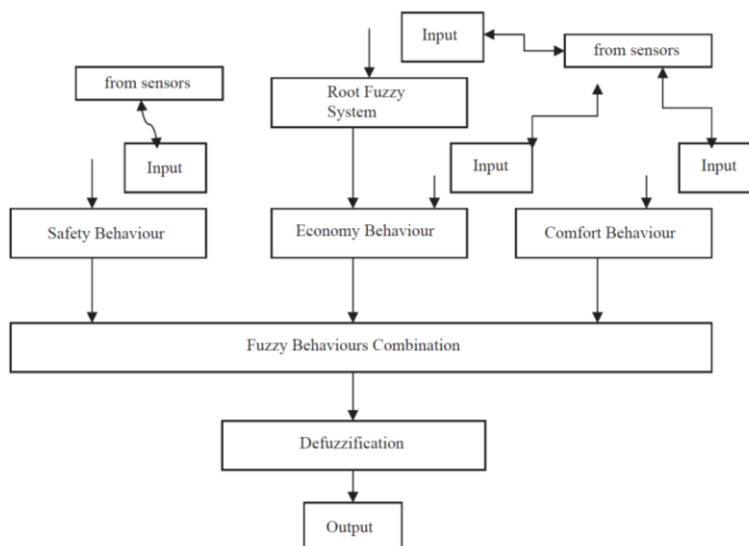 Input
from sensors
from sensors
Root Fuzzy
System
Input
Input
Input
Safety Behaviour
Economy Behaviour
Comfort Behaviour
Fuzzy Behaviours Combination
Defuzzification
Output